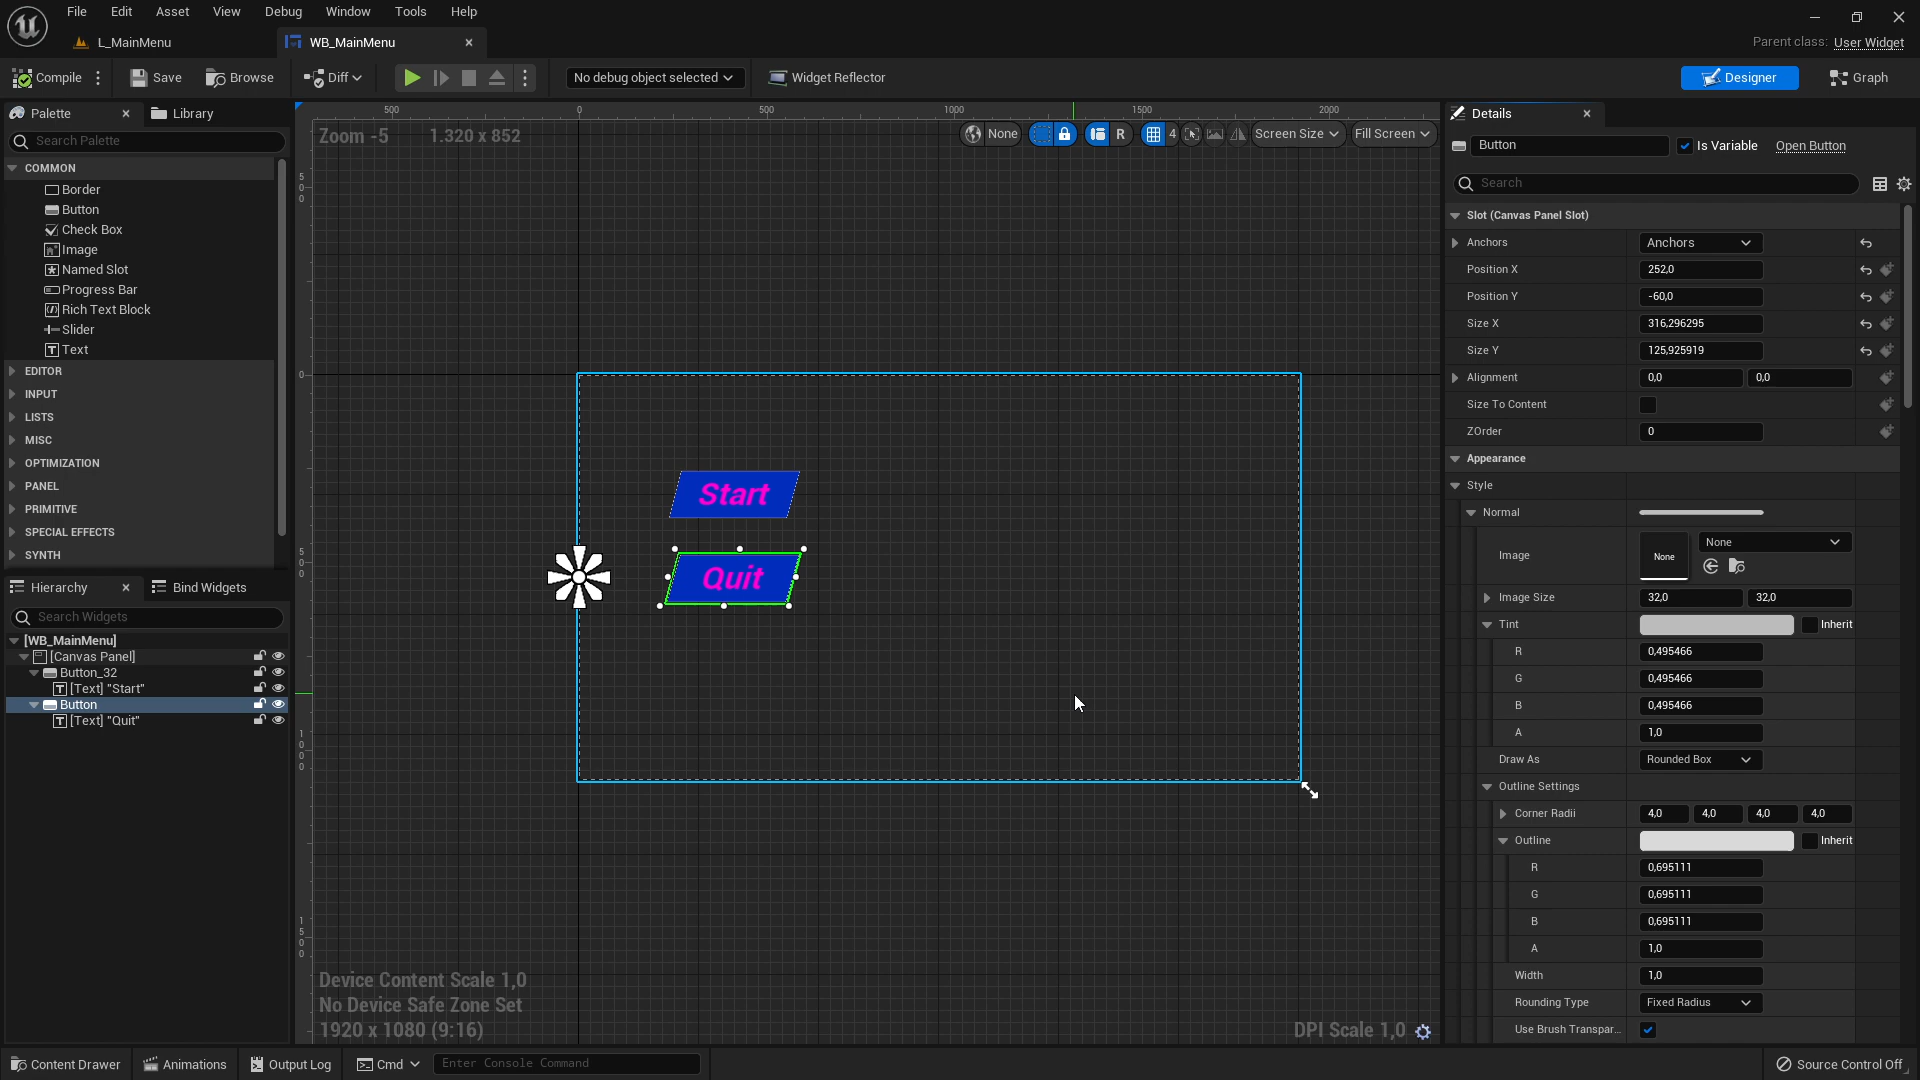 File Edit Asset View Debug Window Tools Help
L_MainMenu
WB_MainMenu
Parent class: User Widget
Compile Save Browse Diff No debug object selected Widget Reflector Designer Graph
Palette Library
Search Palette
COMMON
Border
Button
Check Box
Image
Named Slot
Progress Bar
Rich Text Block
Slider
Text
EDITOR
INPUT
LISTS
MISC
OPTIMIZATION
PANEL
PRIMITIVE
SPECIAL EFFECTS
SYNTH
Hierarchy Bind Widgets
Search Widgets
[WB_MainMenu]
[Canvas Panel]
Button_32
[Text] "Start"
Button
[Text] "Quit"
500 0 500 1000 1500 2000
Zoom -5 1.320 x 852
None R 4 Screen Size Fill Screen
500
0
500
1000
1500
Start
Quit
Device Content Scale 1,0
No Device Safe Zone Set
1920 x 1080 (9:16)
DPI Scale 1,0
Details
Button Is Variable Open Button
Search
Slot (Canvas Panel Slot)
Anchors Anchors
Position X 252,0
Position Y -60,0
Size X 316,296295
Size Y 125,925919
Alignment 0,0 0,0
Size To Content
ZOrder 0
Appearance
Style
Normal
Image None None
Image Size 32,0 32,0
Tint Inherit
R 0,495466
G 0,495466
B 0,495466
A 1,0
Draw As Rounded Box
Outline Settings
Corner Radii 4,0 4,0 4,0 4,0
Outline Inherit
R 0,695111
G 0,695111
B 0,695111
A 1,0
Width 1,0
Rounding Type Fixed Radius
Use Brush Transpar...
Content Drawer Animations Output Log Cmd Enter Console Command Source Control Off